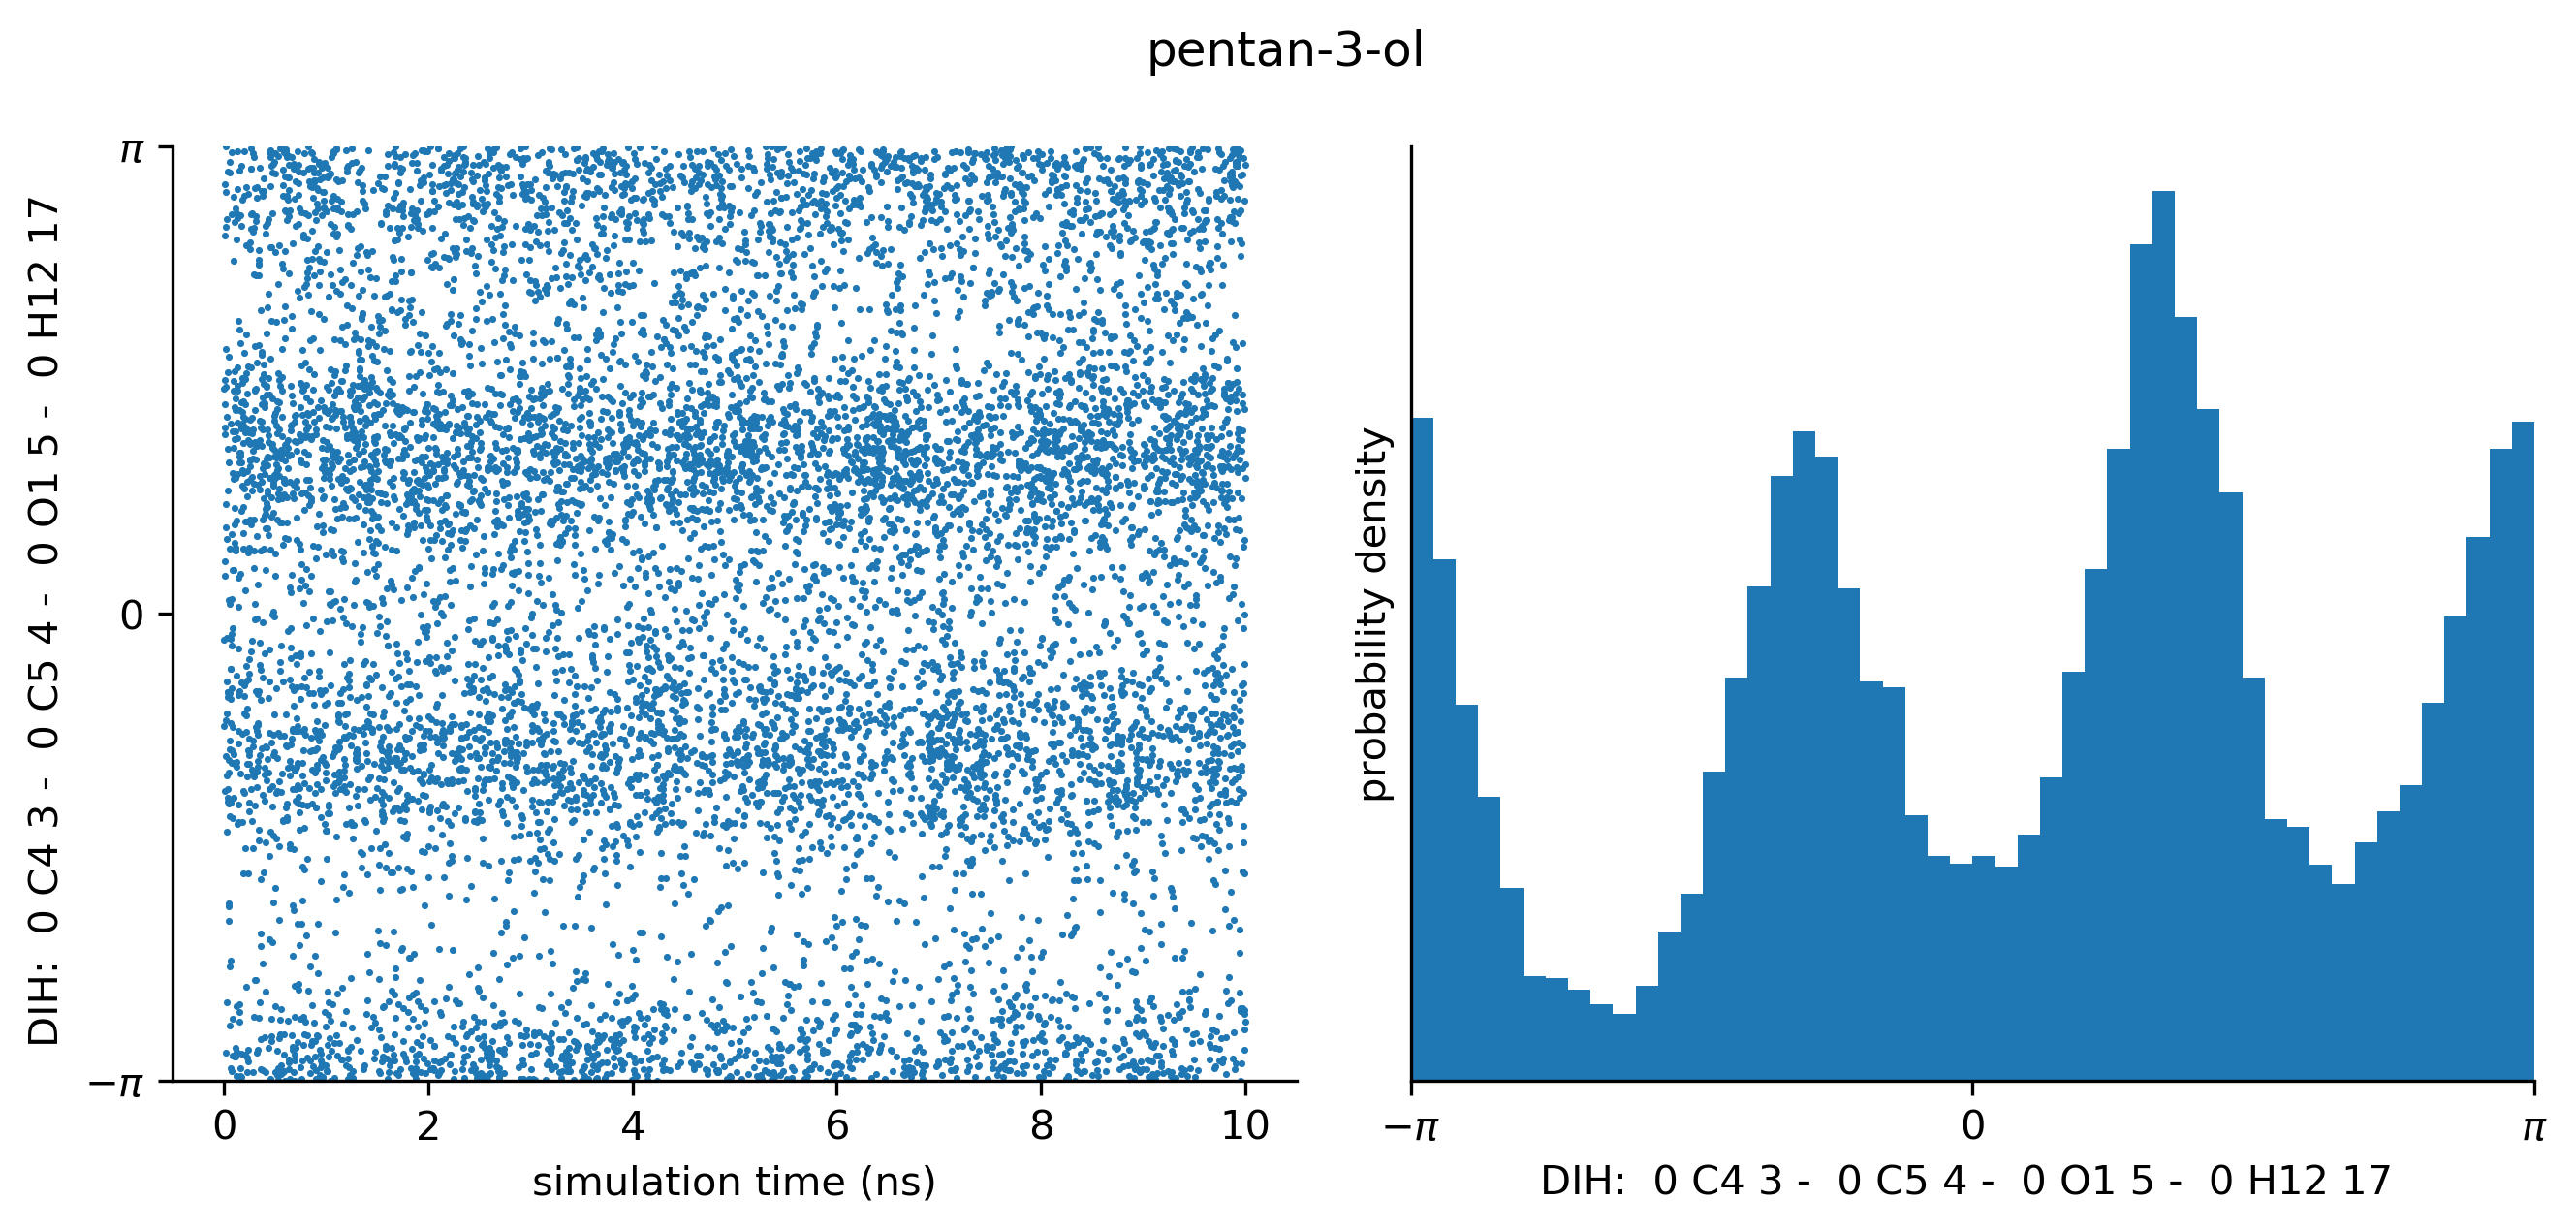 pentan-3-ol
π
0
−π
DIH:  0 C4 3 -  0 C5 4 -  0 O1 5 -  0 H12 17
0 2 4 6 8 10
simulation time (ns)
probability density
−π 0 π
DIH:  0 C4 3 -  0 C5 4 -  0 O1 5 -  0 H12 17